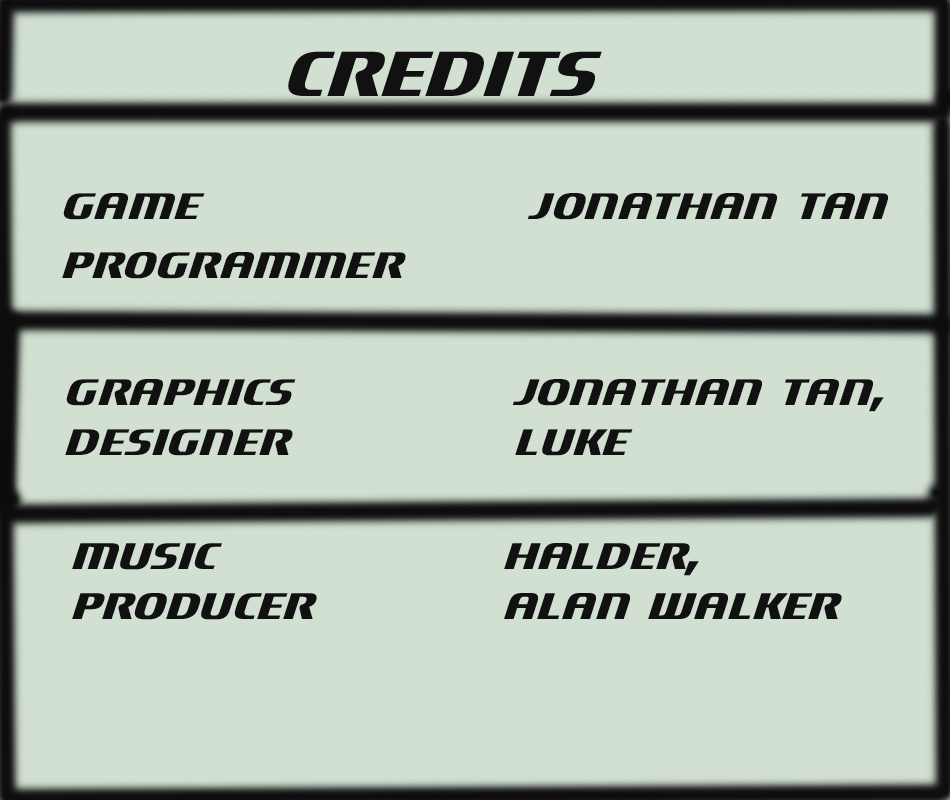 CREDITS
GAME JONATHAN TAN
PROGRAMMER
GRAPHICS JONATHAN TAN,
DESIGNER LUKE
MUSIC HALDER,
PRODUCER ALAN WALKER